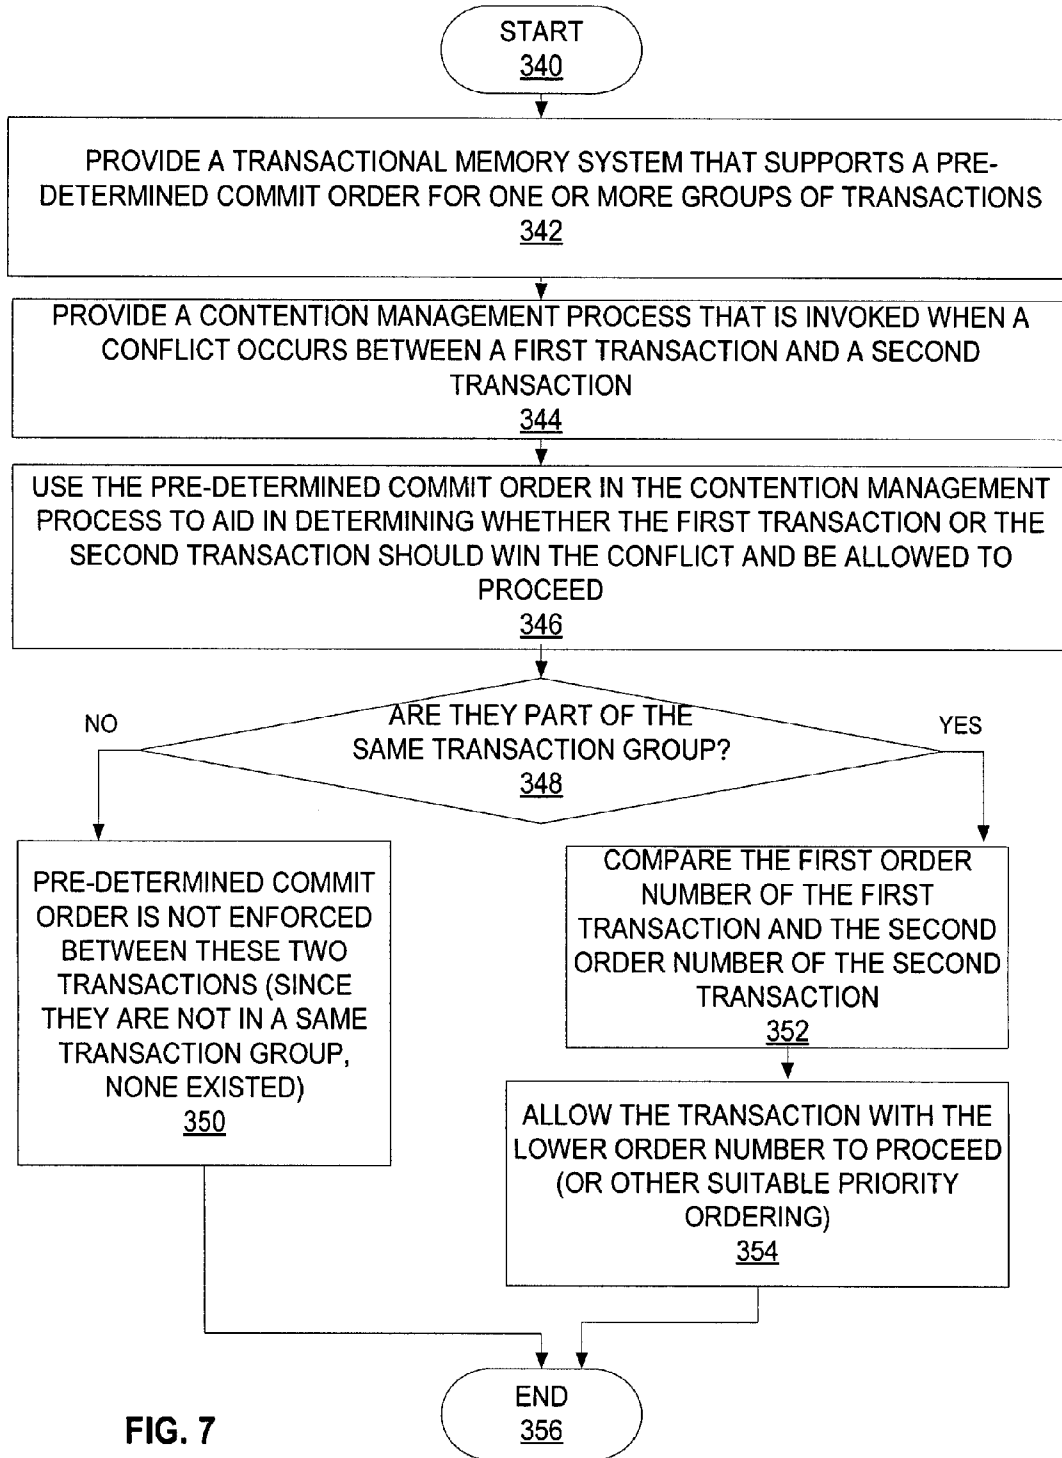 START
340
PROVIDE A TRANSACTIONAL MEMORY SYSTEM THAT SUPPORTS A PRE-
DETERMINED COMMIT ORDER FOR ONE OR MORE GROUPS OF TRANSACTIONS
342
PROVIDE A CONTENTION MANAGEMENT PROCESS THAT IS INVOKED WHEN A
CONFLICT OCCURS BETWEEN A FIRST TRANSACTION AND A SECOND
TRANSACTION
344
USE THE PRE-DETERMINED COMMIT ORDER IN THE CONTENTION MANAGEMENT
PROCESS TO AID IN DETERMINING WHETHER THE FIRST TRANSACTION OR THE
SECOND TRANSACTION SHOULD WIN THE CONFLICT AND BE ALLOWED TO
PROCEED
346
ARE THEY PART OF THE
SAME TRANSACTION GROUP?
348
NO
YES
PRE-DETERMINED COMMIT
ORDER IS NOT ENFORCED
BETWEEN THESE TWO
TRANSACTIONS (SINCE
THEY ARE NOT IN A SAME
TRANSACTION GROUP,
NONE EXISTED)
350
COMPARE THE FIRST ORDER
NUMBER OF THE FIRST
TRANSACTION AND THE SECOND
ORDER NUMBER OF THE SECOND
TRANSACTION
352
ALLOW THE TRANSACTION WITH THE
LOWER ORDER NUMBER TO PROCEED
(OR OTHER SUITABLE PRIORITY
ORDERING)
354
END
356
FIG. 7